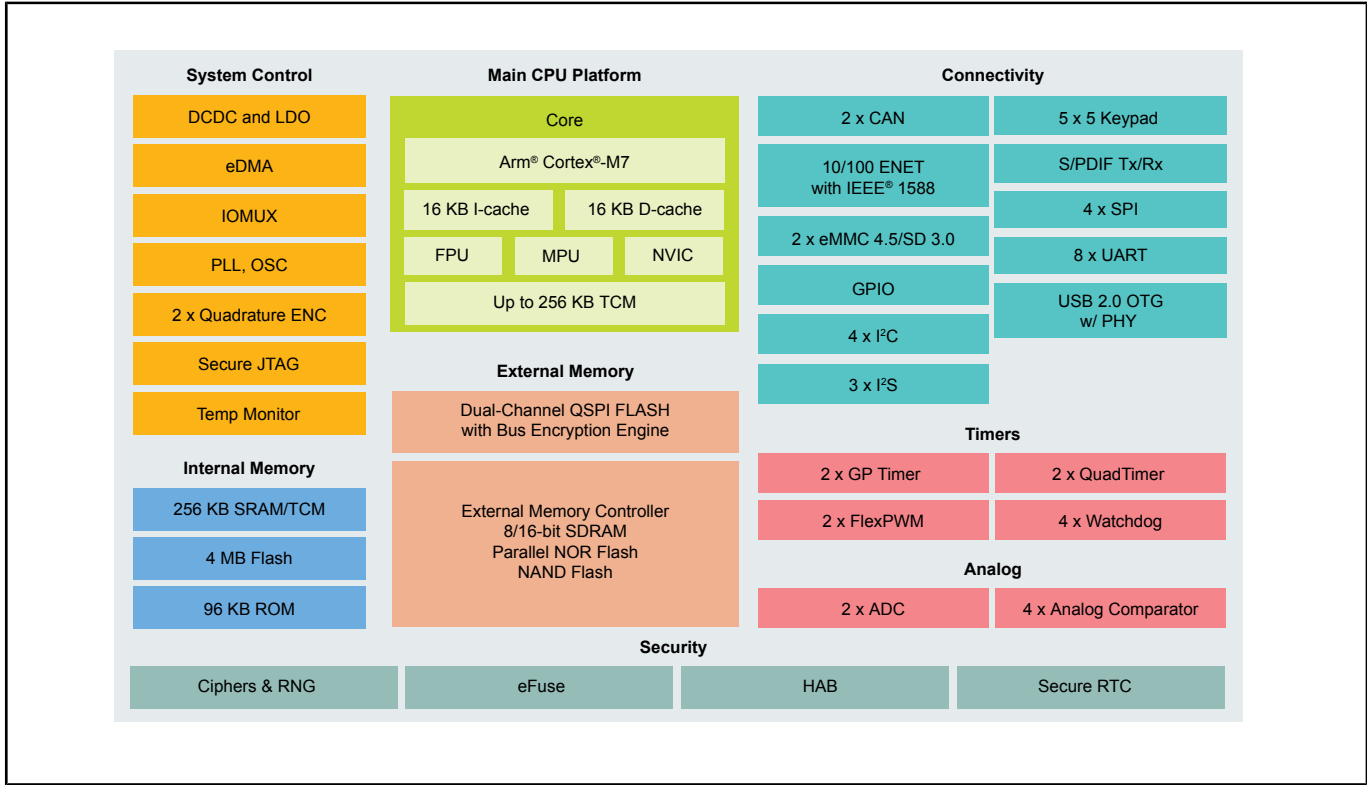 System Control
DCDC and LDO
eDMA
IOMUX
PLL, OSC
2 x Quadrature ENC
Secure JTAG
Temp Monitor
Internal Memory
256 KB SRAM/TCM
4 MB Flash
96 KB ROM
Main CPU Platform
Core
Arm® Cortex®-M7
16 KB I-cache
16 KB D-cache
FPU
MPU
NVIC
Up to 256 KB TCM
External Memory
Dual-Channel QSPI FLASH
with Bus Encryption Engine
External Memory Controller
8/16-bit SDRAM
Parallel NOR Flash
NAND Flash
Connectivity
2 x CAN
10/100 ENET
with IEEE® 1588
2 x eMMC 4.5/SD 3.0
GPIO
4 x I²C
3 x I²S
5 x 5 Keypad
S/PDIF Tx/Rx
4 x SPI
8 x UART
USB 2.0 OTG
w/ PHY
Timers
2 x GP Timer
2 x QuadTimer
2 x FlexPWM
4 x Watchdog
Analog
2 x ADC
4 x Analog Comparator
Security
Ciphers & RNG
eFuse
HAB
Secure RTC